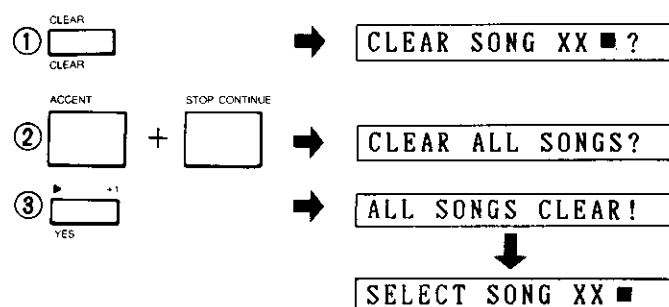 CLEAR
① ➡ CLEAR SONG XX ■ ?
CLEAR
ACCENT STOP CONTINUE
② + ➡ CLEAR ALL SONGS?
▶ +1
③ ➡ ALL SONGS CLEAR!
YES
⬇
SELECT SONG XX ■